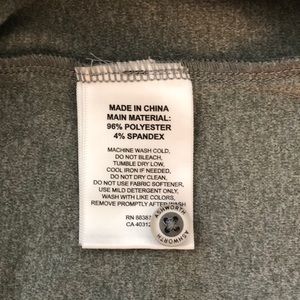 MADE IN CHINA
MAIN MATERIAL:
96% POLYESTER
4% SPANDEX
MACHINE WASH COLD,
DO NOT BLEACH,
TUMBLE DRY LOW,
COOL IRON IF NEEDED,
DO NOT DRY CLEAN.
DO NOT USE FABRIC SOFTENER,
USE MILD DETERGENT ONLY,
WASH WITH LIKE COLORS,
REMOVE PROMPTLY AFTER WASH
RN
CA
ASHWORTH
ASHWORTH